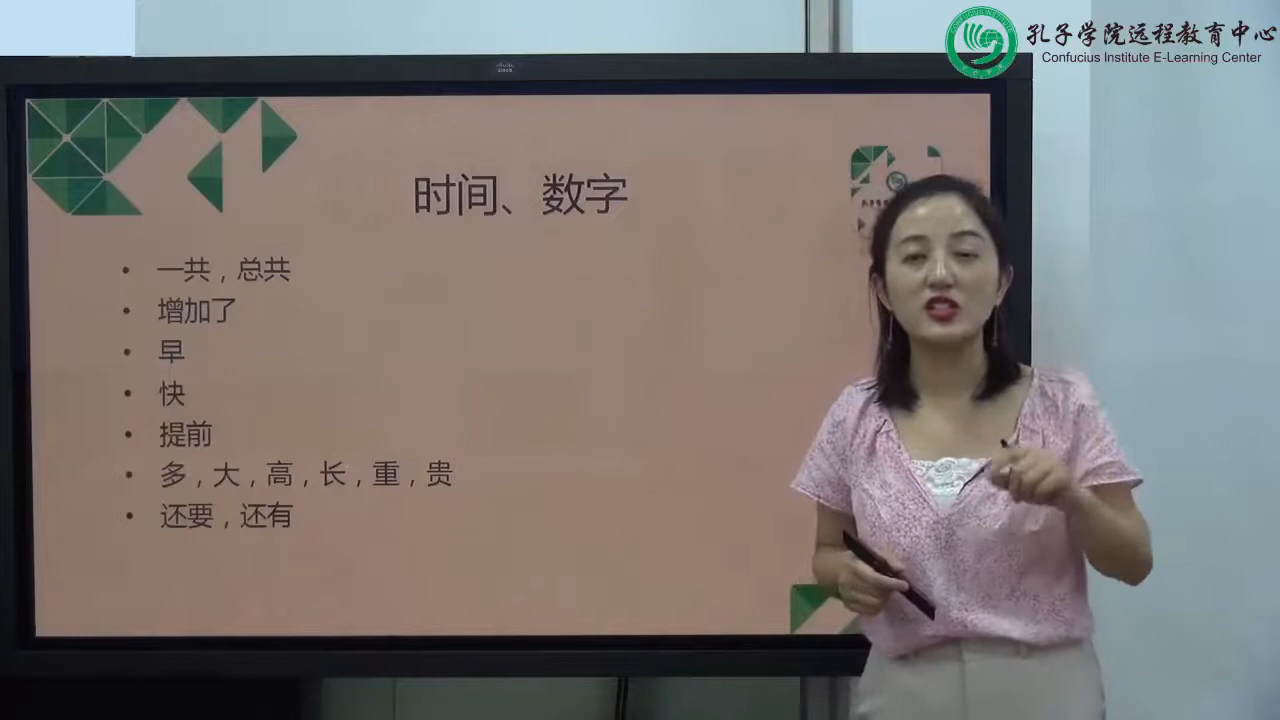 孔子学院远程教育中心
Confucius Institute E-Learning Center
时间、数字
• 一共，总共
• 增加了
• 早
• 快
• 提前
• 多，大，高，长，重，贵
• 还要，还有